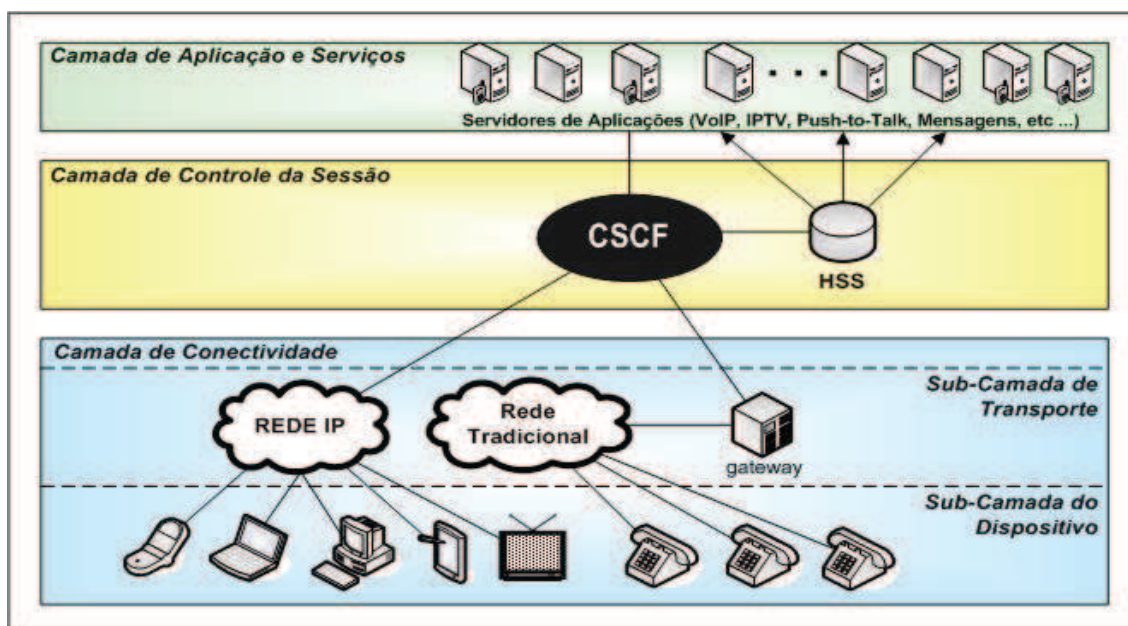 Camada de Aplicação e Serviços
Servidores de Aplicações (VoIP, IPTV, Push-to-Talk, Mensagens, etc ...)
Camada de Controle da Sessão
CSCF
HSS
Camada de Conectividade
Sub-Camada de
Transporte
REDE IP
Rede
Tradicional
gateway
Sub-Camada do
Dispositivo